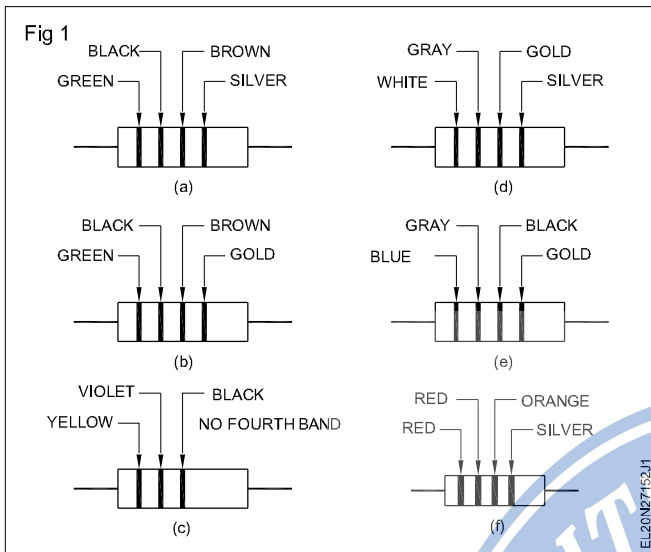 Fig 1
BLACK BROWN
GREEN SILVER
(a)
GRAY GOLD
WHITE SILVER
(d)
BLACK BROWN
GREEN GOLD
(b)
GRAY BLACK
BLUE GOLD
(e)
VIOLET BLACK
YELLOW NO FOURTH BAND
(c)
RED ORANGE
RED SILVER
(f)
EL20N27152J1
IT